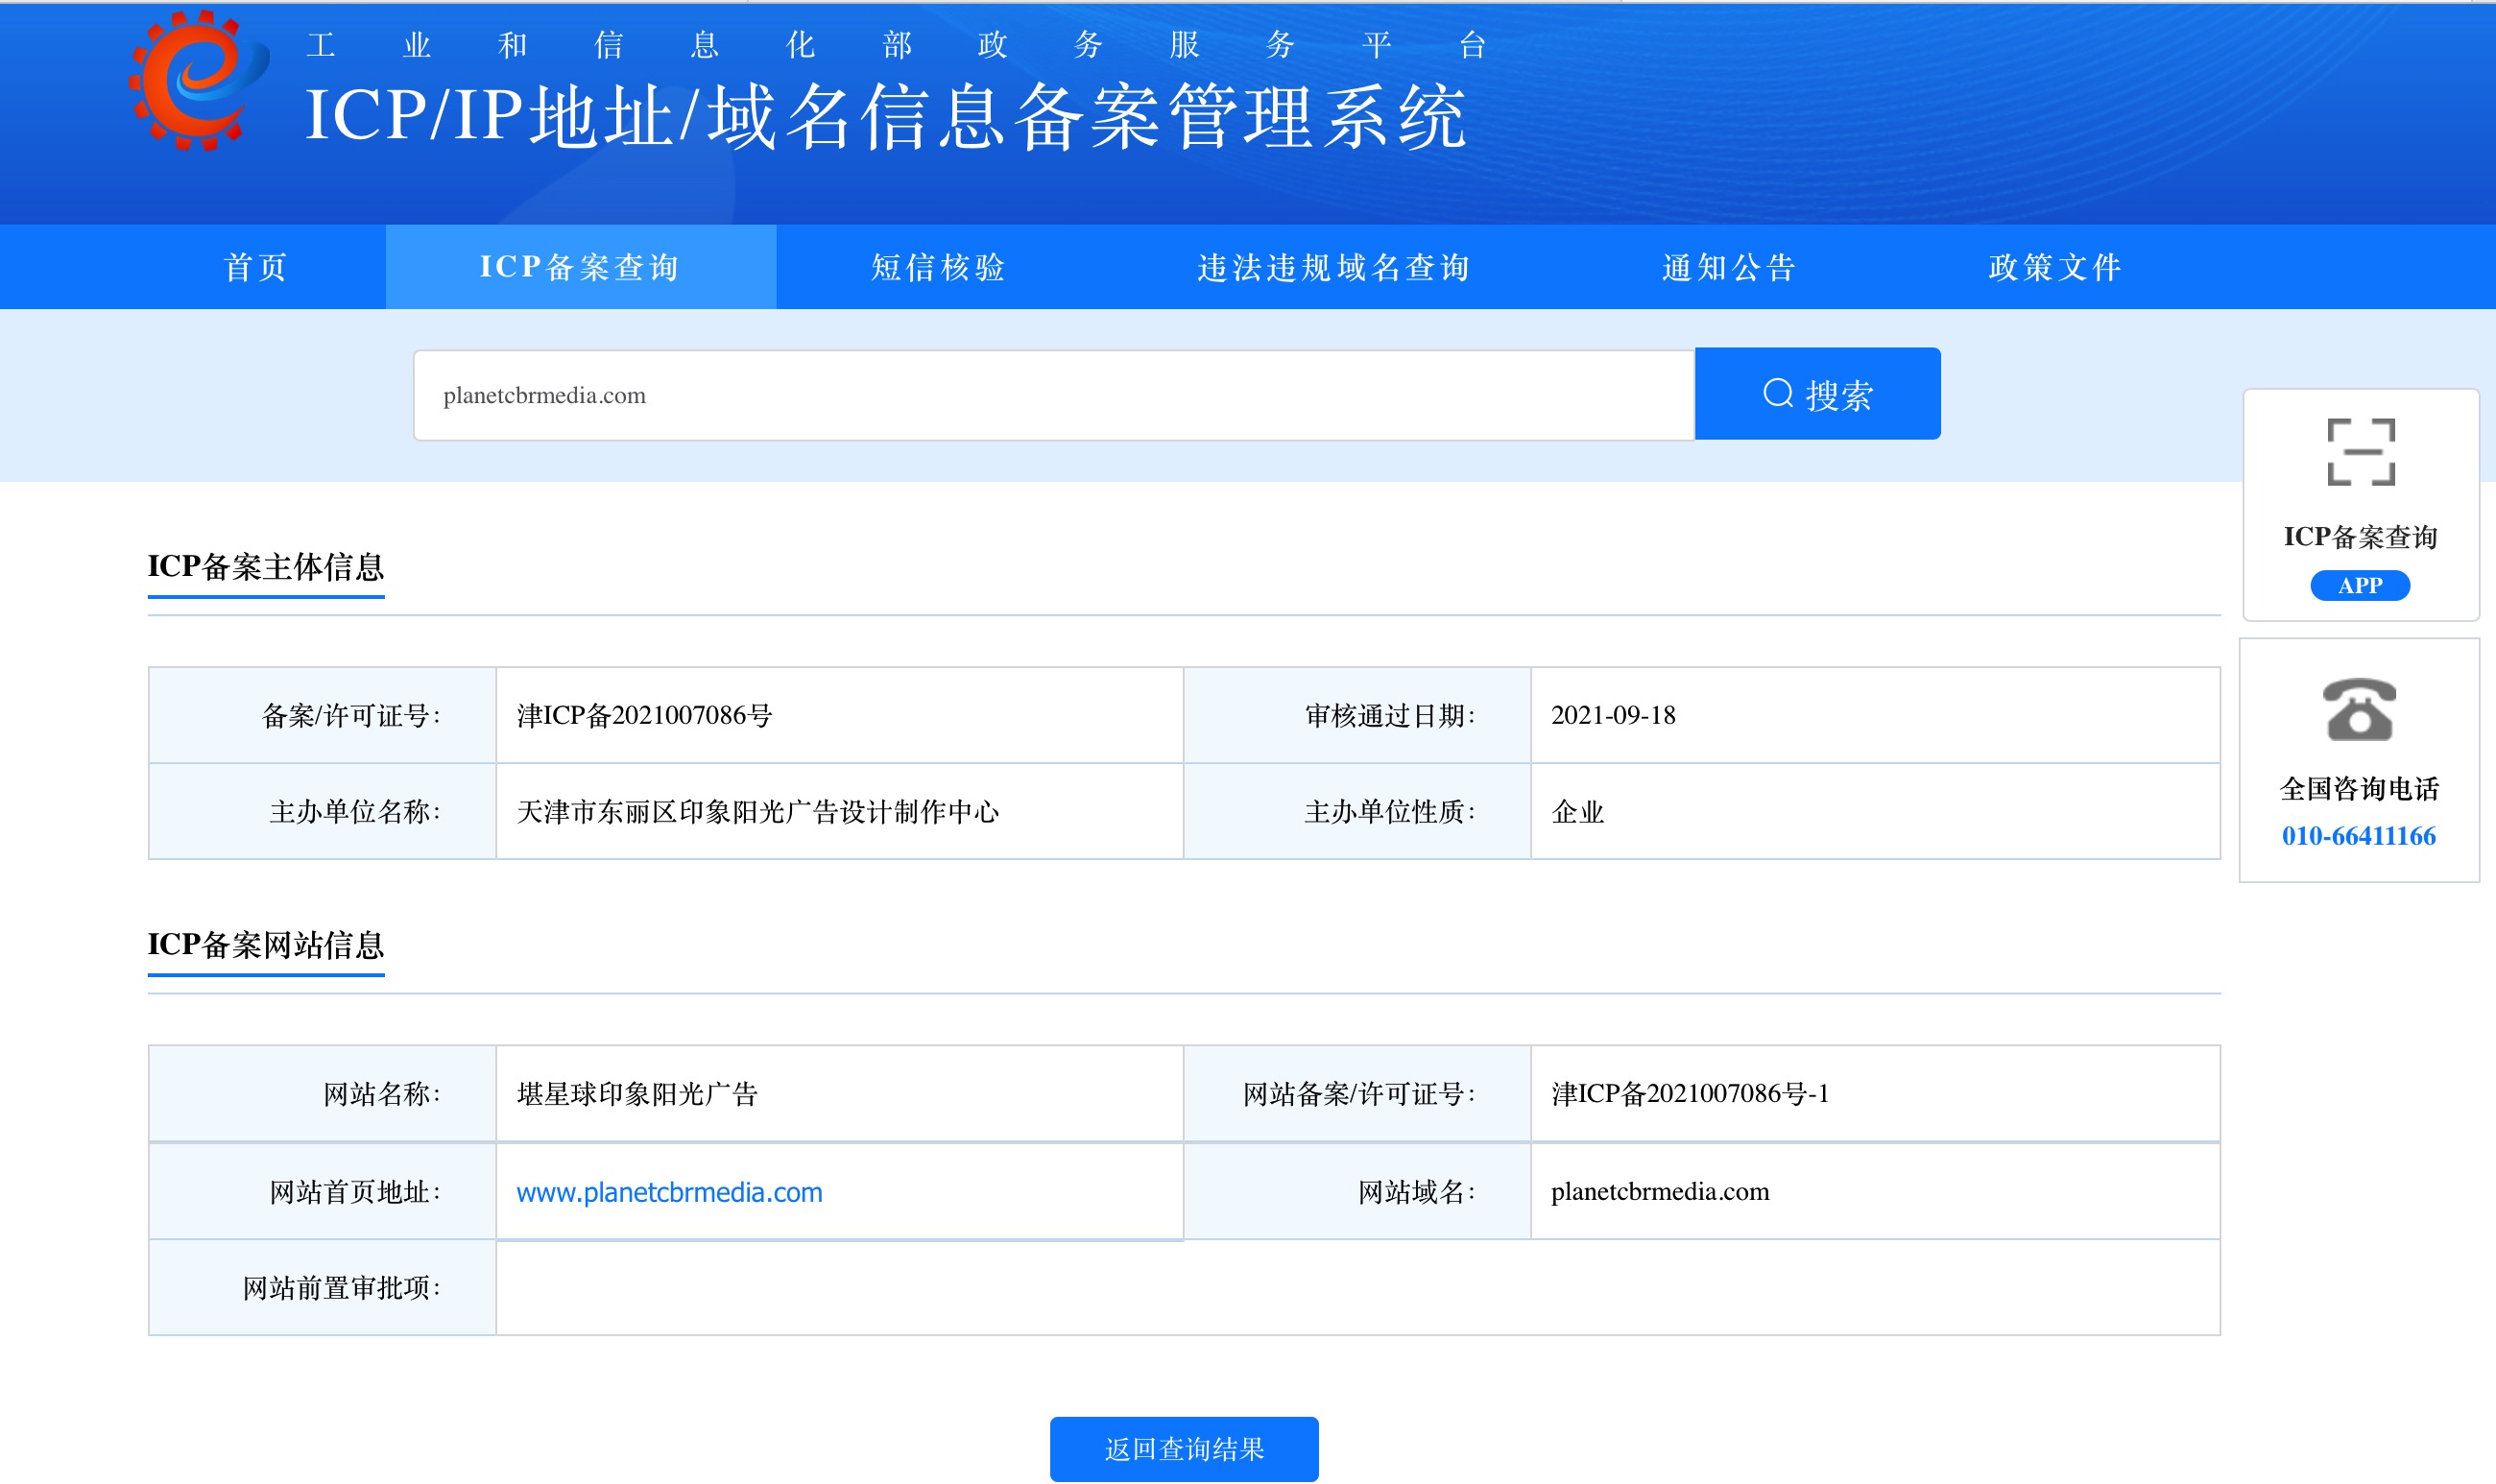 工业和信息化部政务服务平台
ICP/IP地址/域名信息备案管理系统
首页 ICP备案查询 短信核验 违法违规域名查询 通知公告 政策文件
planetcbrmedia.com 搜索
ICP备案查询
APP
全国咨询电话
010-66411166
ICP备案主体信息
备案/许可证号： 津ICP备2021007086号 审核通过日期： 2021-09-18
主办单位名称： 天津市东丽区印象阳光广告设计制作中心 主办单位性质： 企业
ICP备案网站信息
网站名称： 堪星球印象阳光广告 网站备案/许可证号： 津ICP备2021007086号-1
网站首页地址： www.planetcbrmedia.com 网站域名： planetcbrmedia.com
网站前置审批项：
返回查询结果